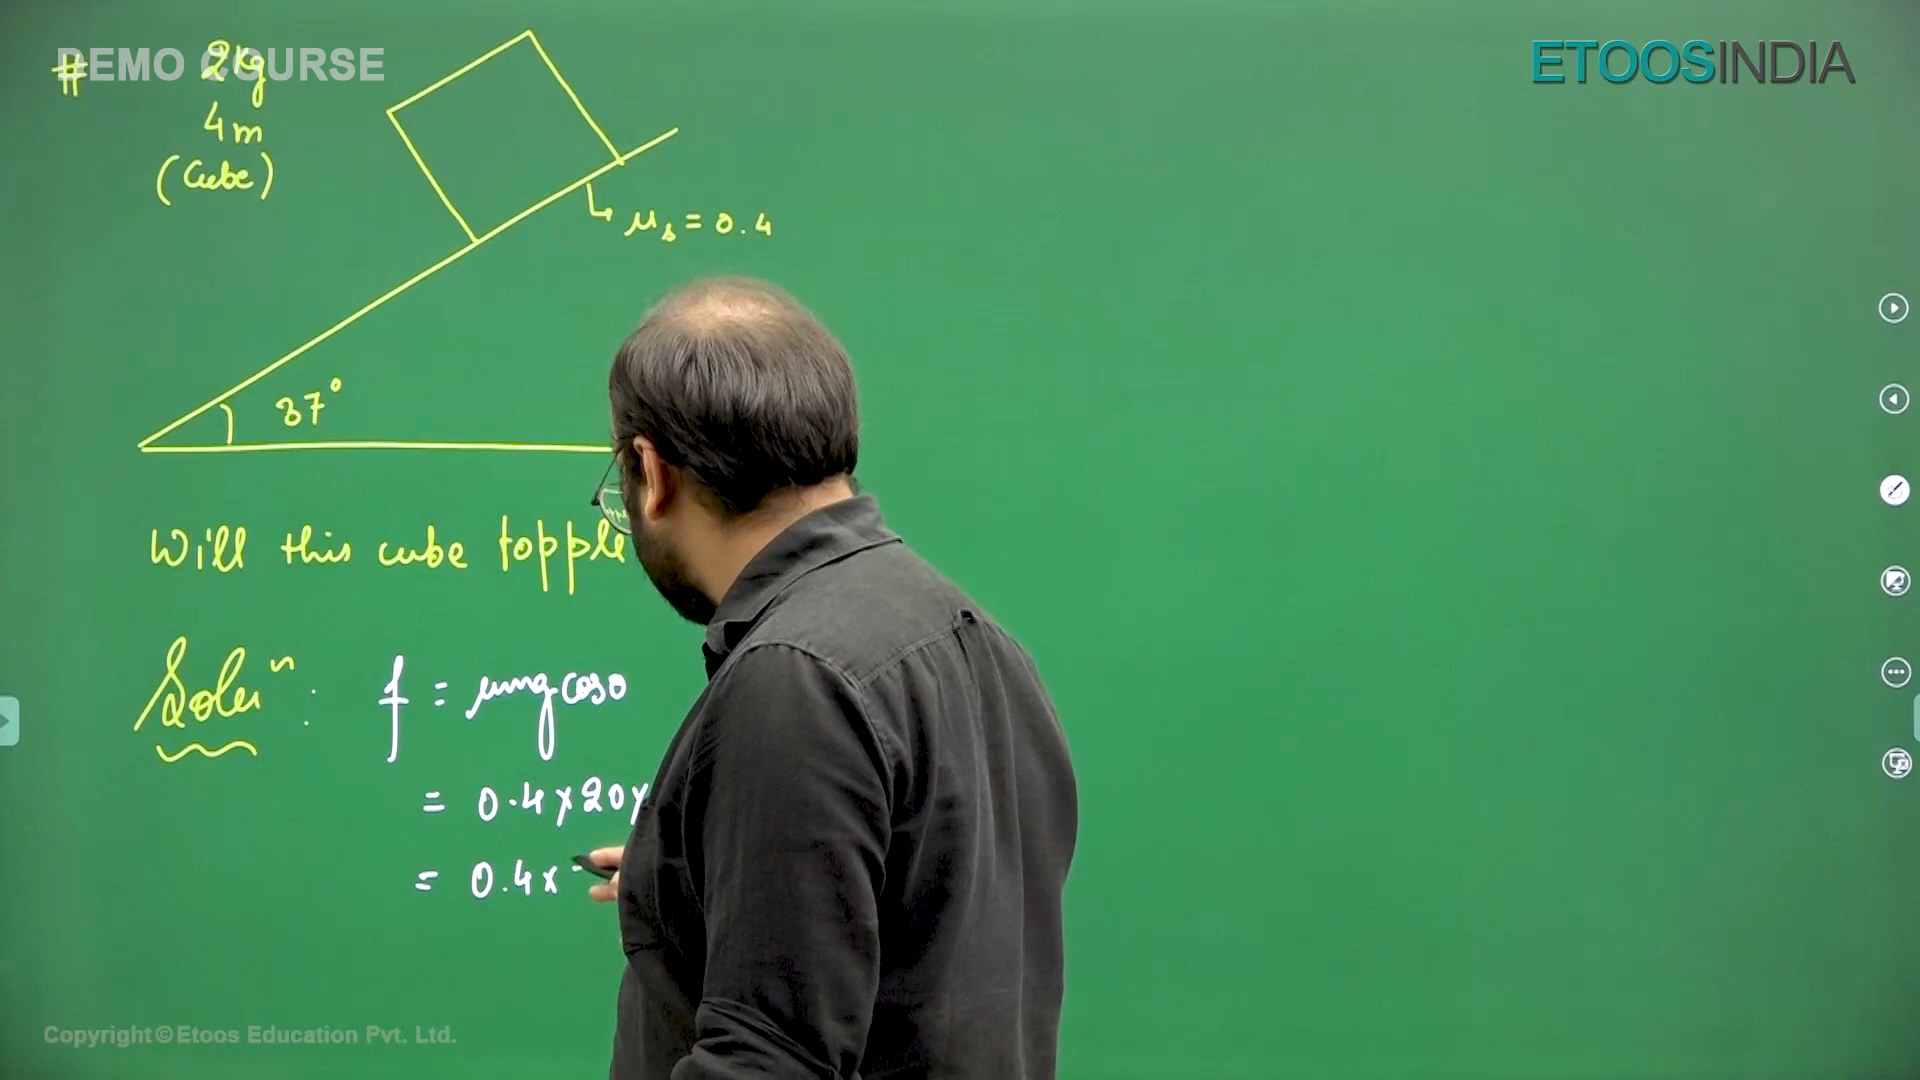 DEMO COURSE
ETOOSINDIA
# 2kg
4m
(Cube)
μs = 0.4
37°
Will this cube topple
Soluⁿ : f = μmg cosθ
= 0.4 x 20 x
= 0.4 x
Copyright © Etoos Education Pvt. Ltd.